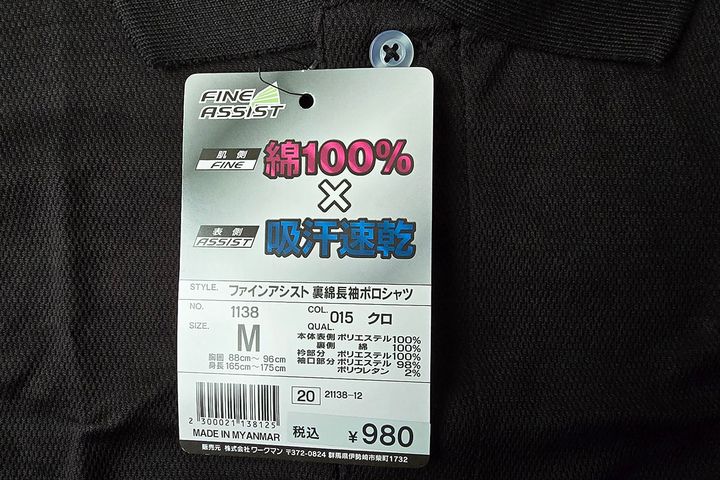 FINE
ASSIST
肌側
FINE
綿100%
×
表側
ASSIST
吸汗速乾
STYLE. ファインアシスト 裏綿長袖ポロシャツ
NO. 1138
COL. 015 クロ
SIZE. M
胸囲 88cm～ 96cm
身長 165cm～175cm
QUAL.
本体表側 ポリエステル100%
裏側 綿 100%
衿部分 ポリエステル100%
袖口部分 ポリエステル 98%
ポリウレタン 2%
20 21138-12
2 300021 138125
MADE IN MYANMAR
税込 ¥980
販売元 株式会社 ワークマン 〒372-0824 群馬県伊勢崎市柴町1732